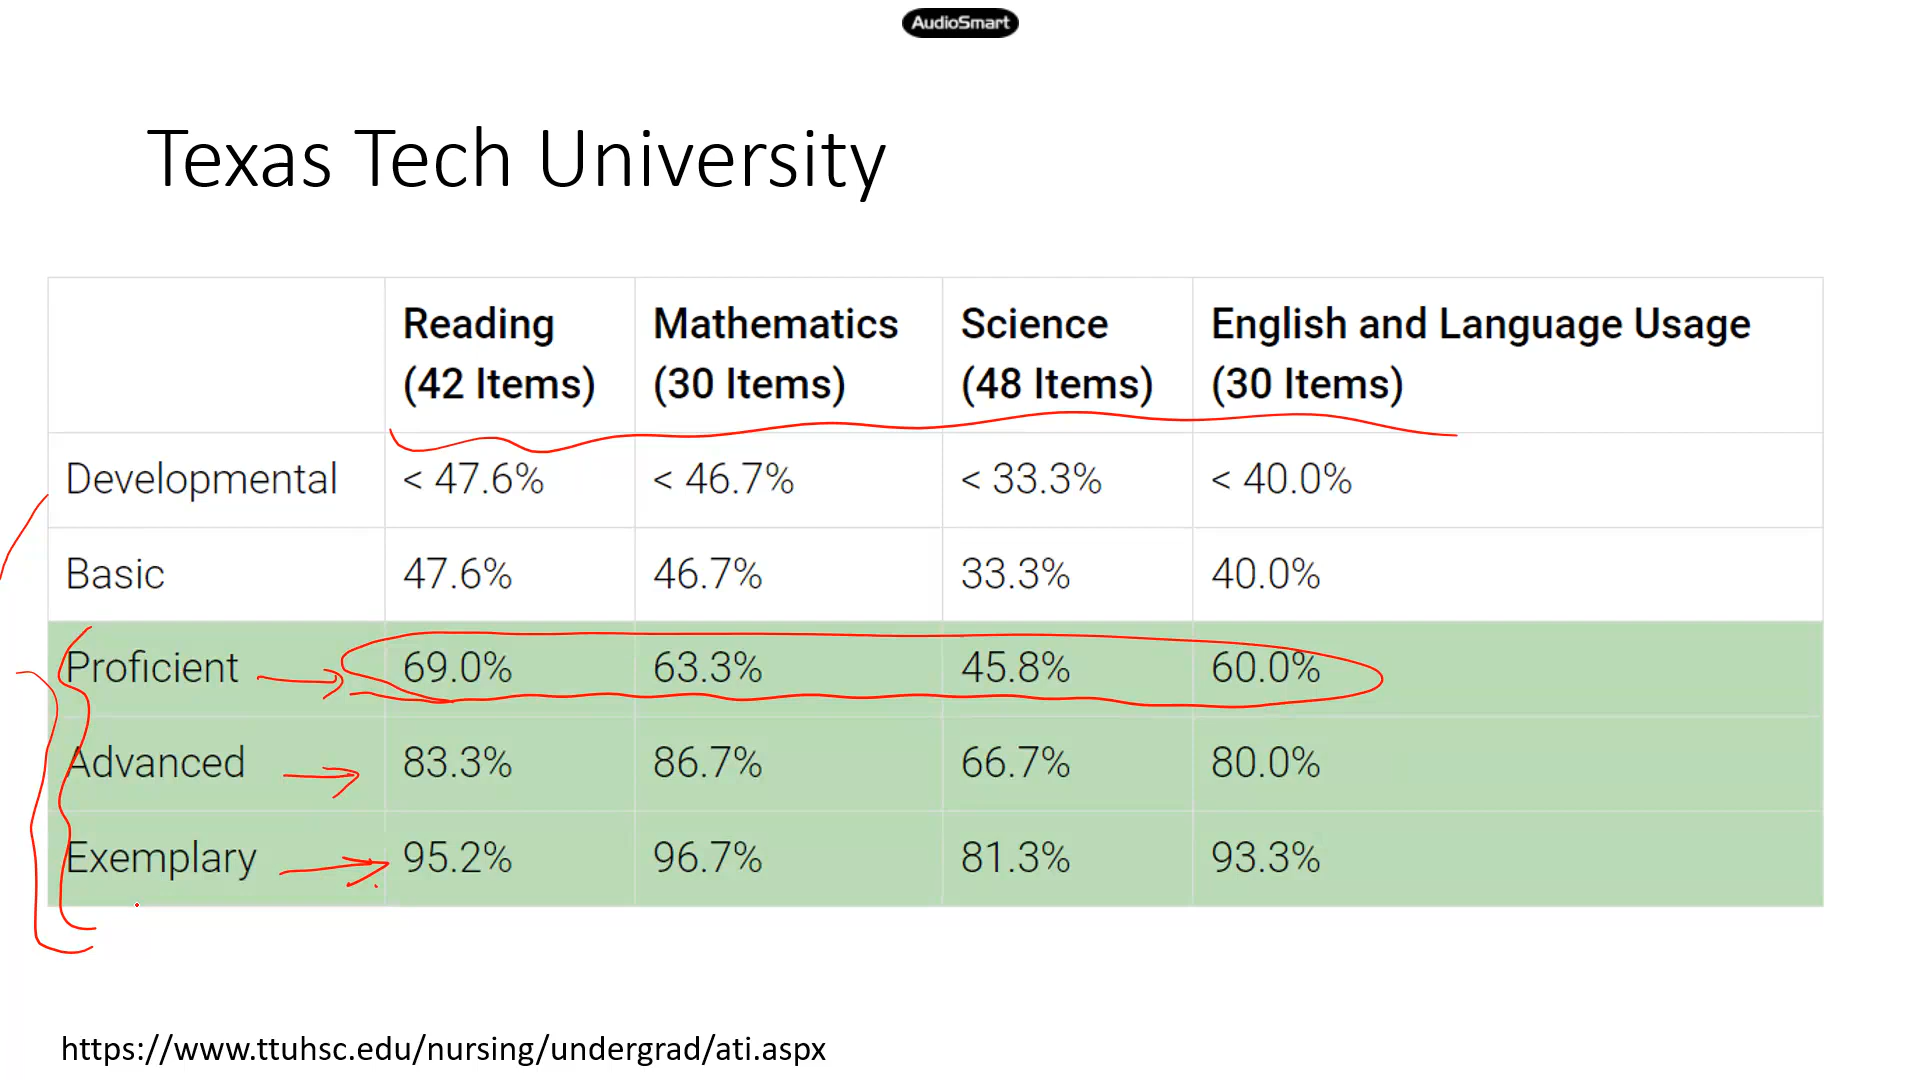 AudioSmart
Texas Tech University
Reading (42 Items) Mathematics (30 Items) Science (48 Items) English and Language Usage (30 Items)
Developmental < 47.6% < 46.7% < 33.3% < 40.0%
Basic 47.6% 46.7% 33.3% 40.0%
Proficient 69.0% 63.3% 45.8% 60.0%
Advanced 83.3% 86.7% 66.7% 80.0%
Exemplary 95.2% 96.7% 81.3% 93.3%
https://www.ttuhsc.edu/nursing/undergrad/ati.aspx